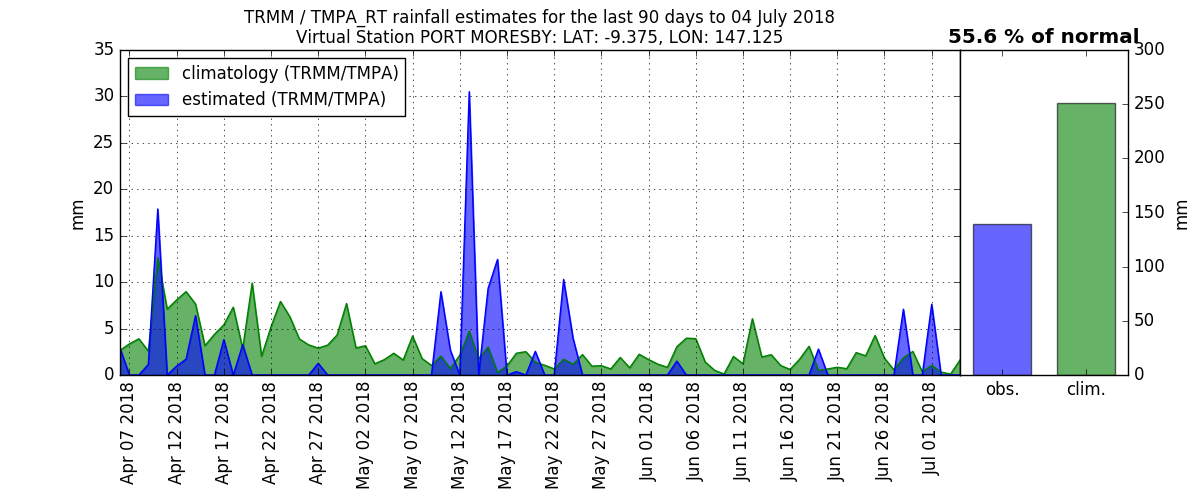 TRMM / TMPA_RT rainfall estimates for the last 90 days to 04 July 2018
Virtual Station PORT MORESBY: LAT: -9.375, LON: 147.125
55.6 % of normal
climatology (TRMM/TMPA)
estimated (TRMM/TMPA)
35
30
25
20
15
10
5
0
mm
Apr 07 2018
Apr 12 2018
Apr 17 2018
Apr 22 2018
Apr 27 2018
May 02 2018
May 07 2018
May 12 2018
May 17 2018
May 22 2018
May 27 2018
Jun 01 2018
Jun 06 2018
Jun 11 2018
Jun 16 2018
Jun 21 2018
Jun 26 2018
Jul 01 2018
300
250
200
150
100
50
0
mm
obs.
clim.